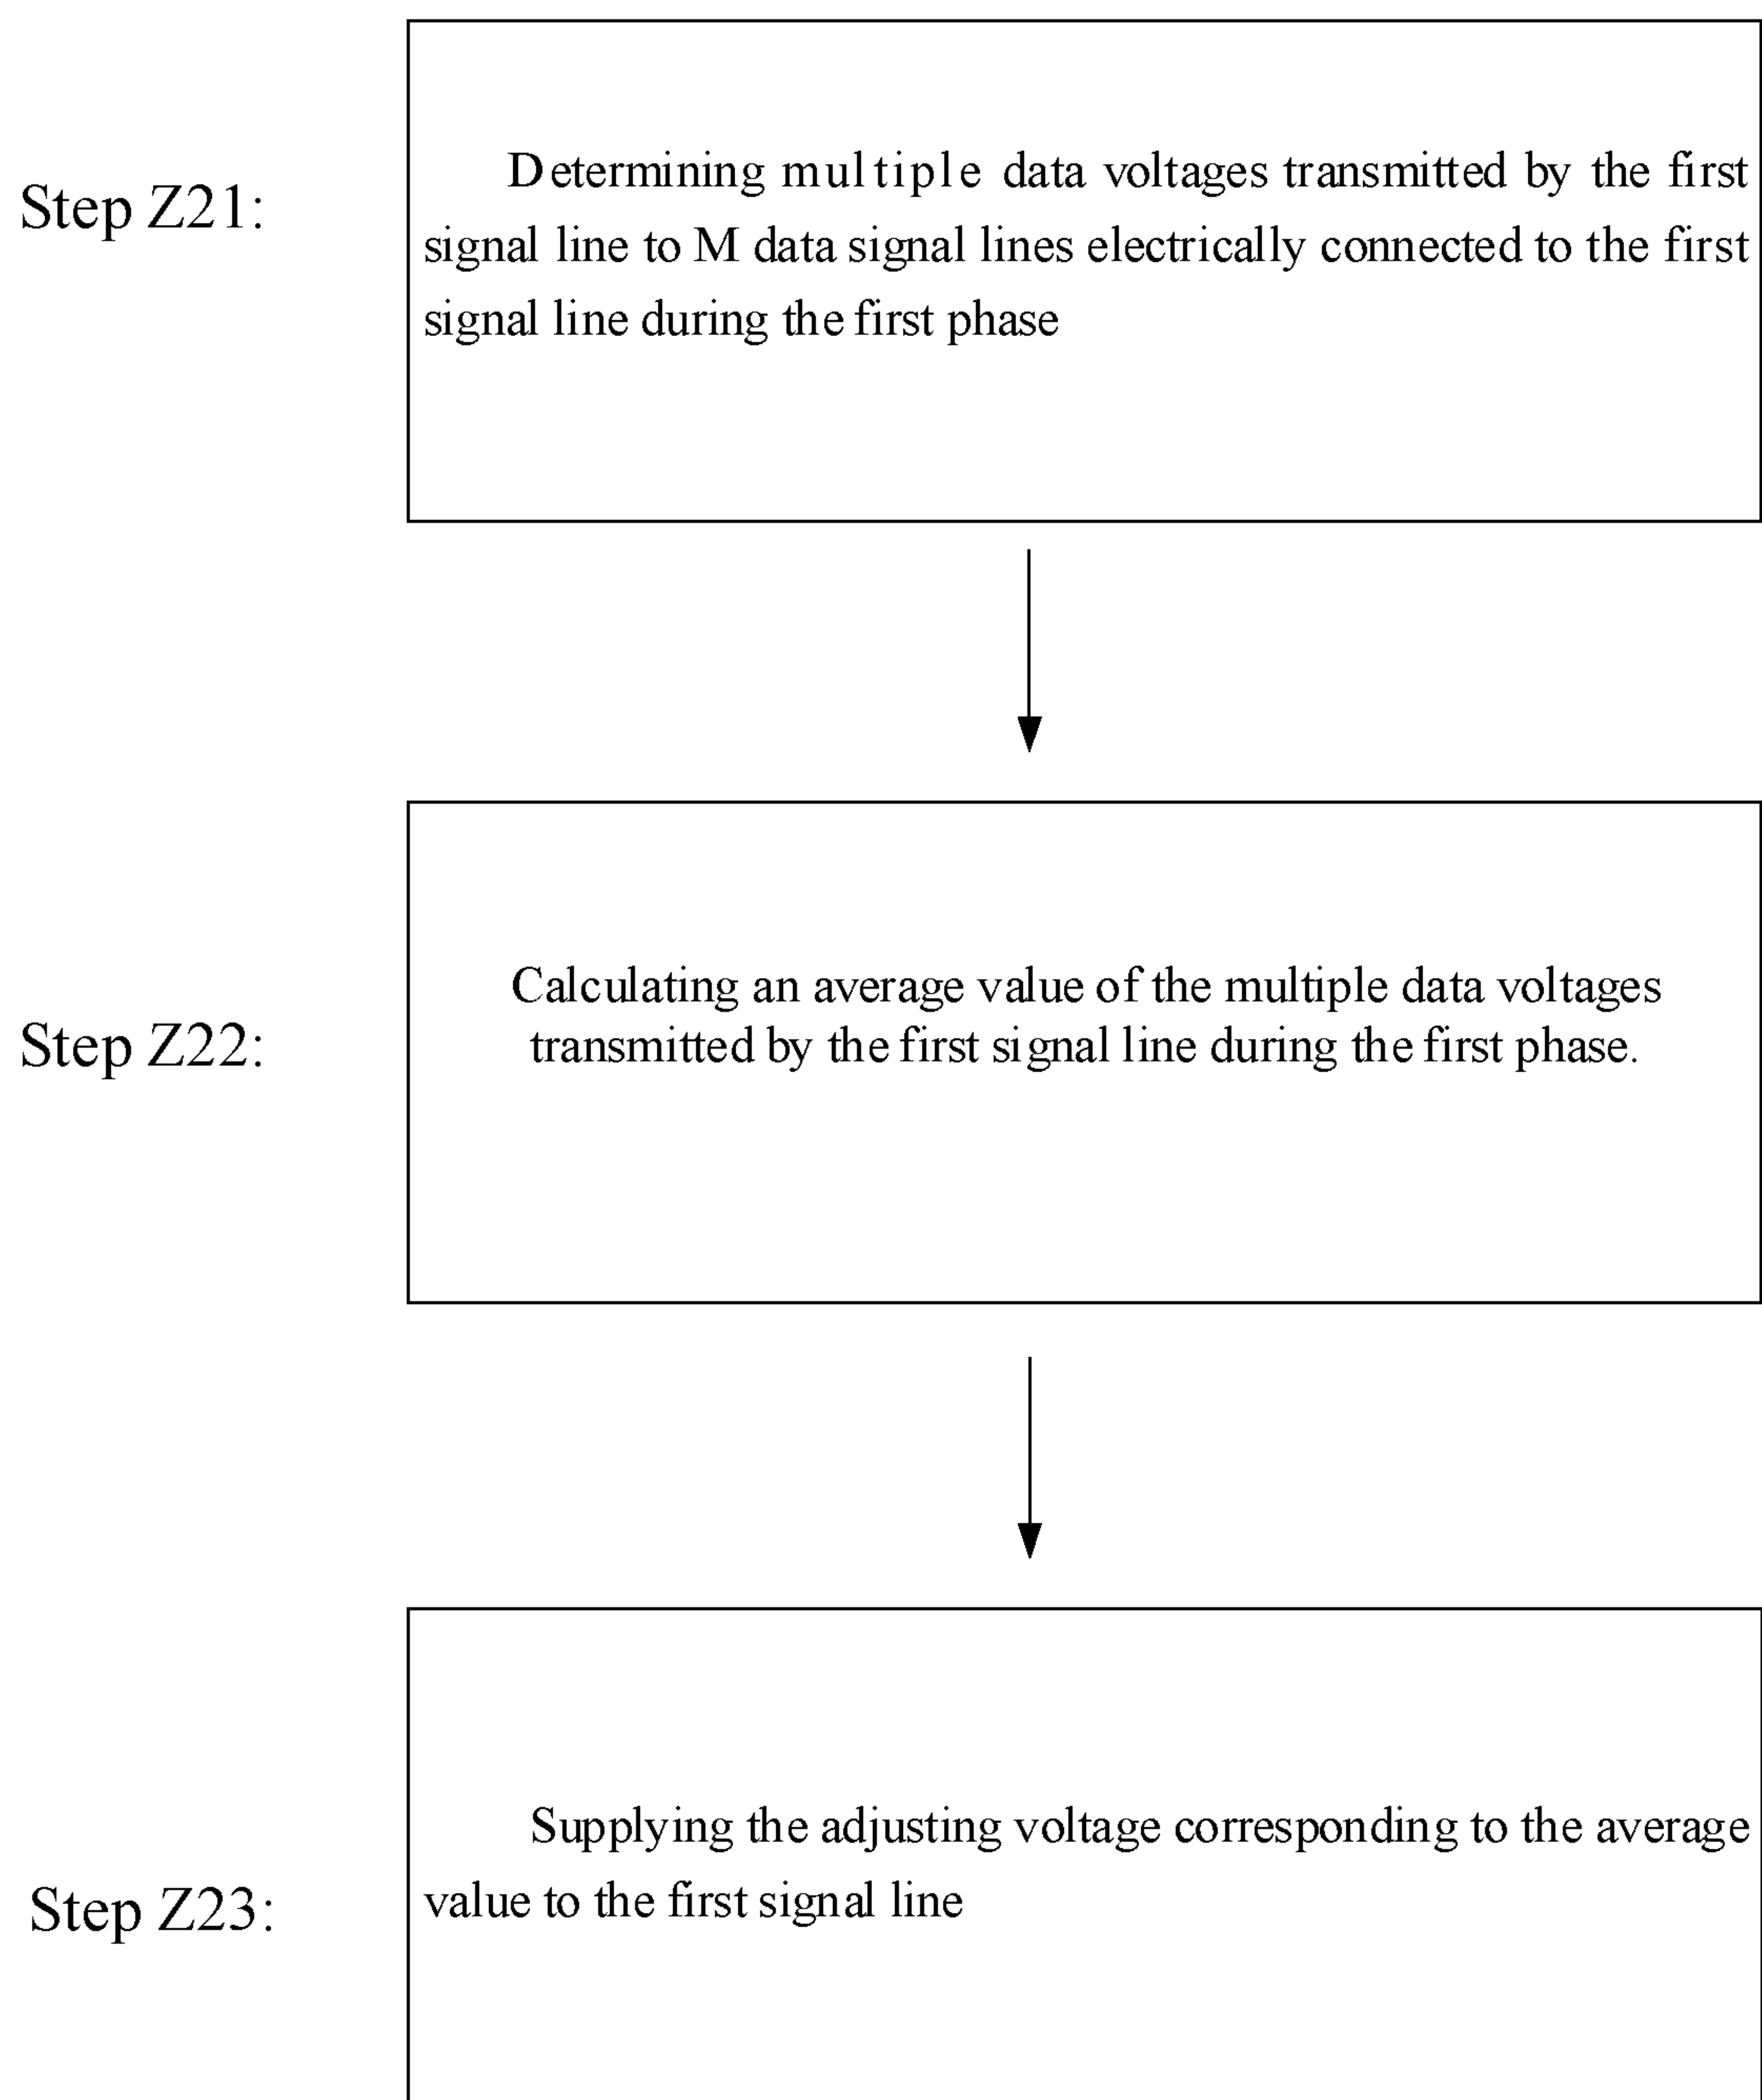 Determining multiple data voltages transmitted by the first
Step Z21:
signal line to M data signal lines electrically connected to the first
signal line during the first phase
Calculating an average value of the multiple data voltages
Step Z22:
transmitted by the first signal line during the first phase.
Supplying the adjusting voltage corresponding to the average
Step Z23:
value to the first signal line